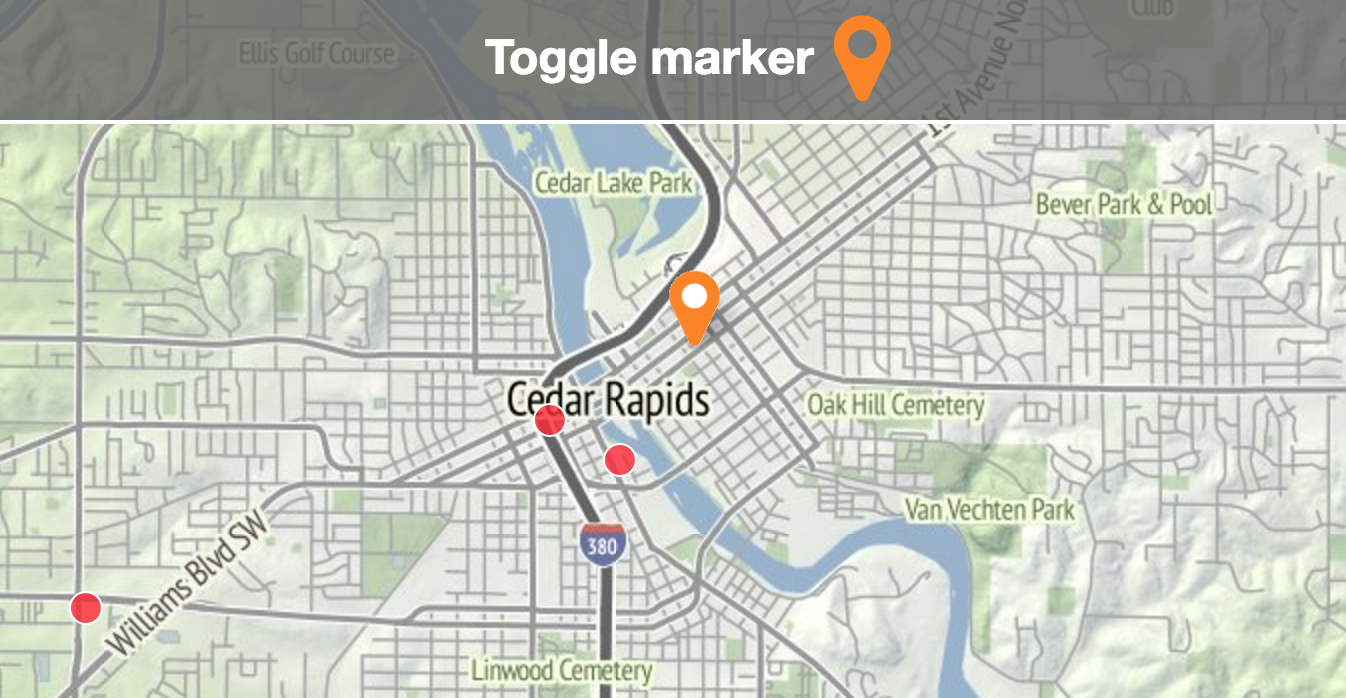 Club
Ellis Golf Course
Toggle marker
1st Avenue Nor
Cedar Lake Park
Bever Park & Pool
Cedar Rapids
Oak Hill Cemetery
Van Vechten Park
380
Williams Blvd SW
Linwood Cemetery